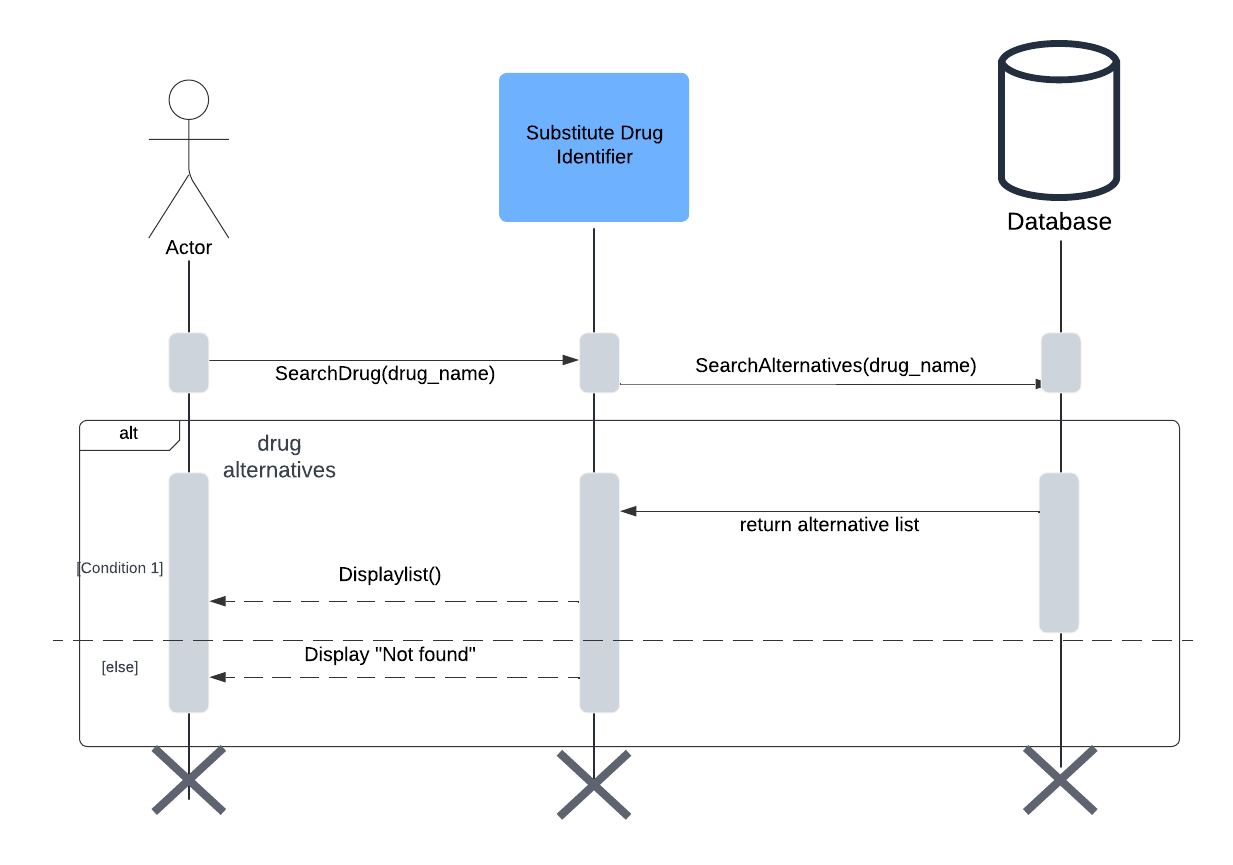 Substitute Drug
Identifier
Database
Actor
SearchDrug(drug_name)
SearchAlternatives(drug_name)
alt
drug
alternatives
return alternative list
[Condition 1]
Displaylist()
Display "Not found"
[else]